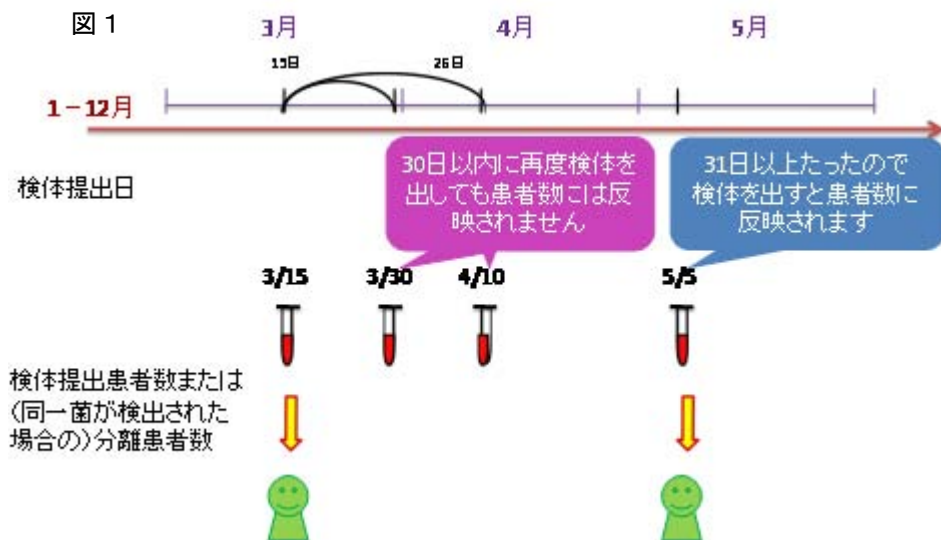 図1
3月
4月
5月
15日
26日
1-12月
30日以内に再度検体を
出しても患者数には反
映されません
31日以上たったので
検体を出すと患者数に
反映されます
検体提出日
3/15
3/30
4/10
5/5
検体提出患者数または
(同一菌が検出された
場合の)分離患者数